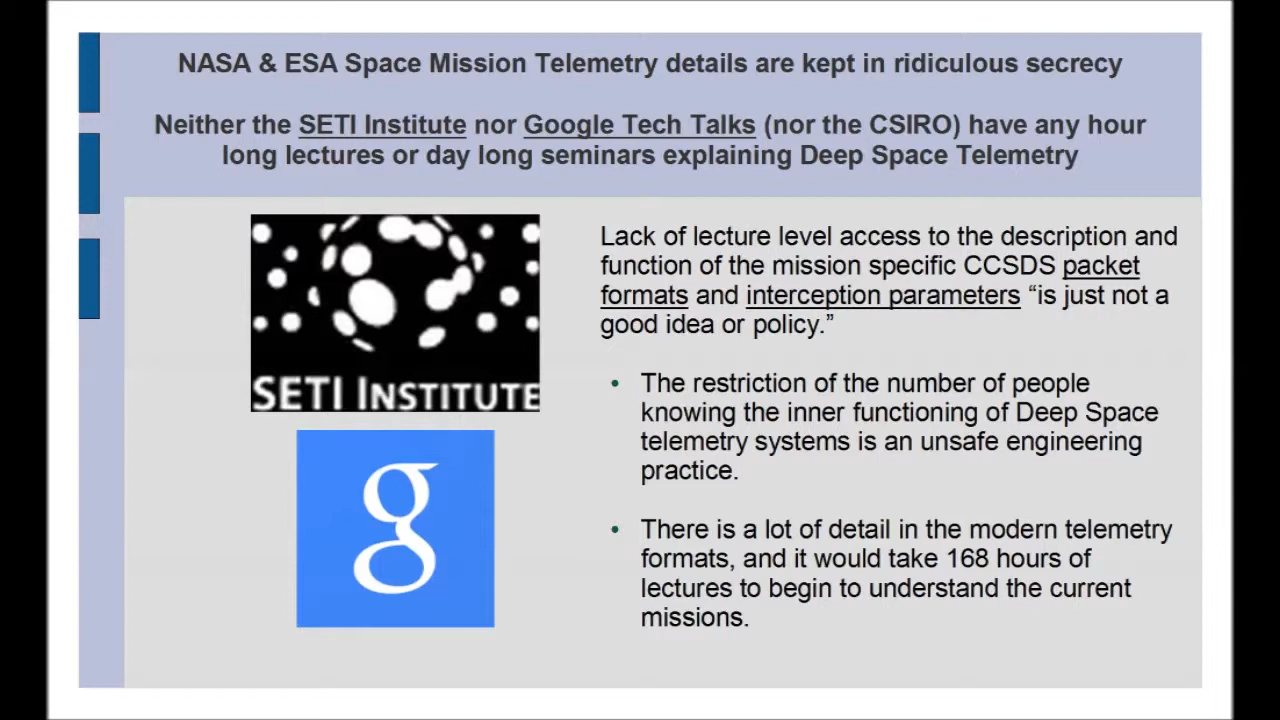 NASA & ESA Space Mission Telemetry details are kept in ridiculous secrecy
Neither the SETI Institute nor Google Tech Talks (nor the CSIRO) have any hour
long lectures or day long seminars explaining Deep Space Telemetry
SETI INSTITUTE
g
Lack of lecture level access to the description and
function of the mission specific CCSDS packet
formats and interception parameters “is just not a
good idea or policy.”
• The restriction of the number of people
knowing the inner functioning of Deep Space
telemetry systems is an unsafe engineering
practice.
• There is a lot of detail in the modern telemetry
formats, and it would take 168 hours of
lectures to begin to understand the current
missions.